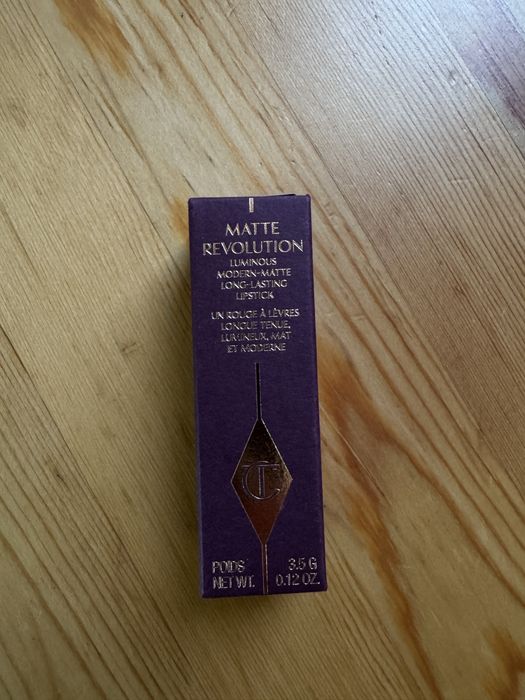 MATTE
REVOLUTION
LUMINOUS
MODERN-MATTE
LONG-LASTING
LIPSTICK
UN ROUGE À LÈVRES
LONGUE TENUE,
LUMINEUX, MAT
ET MODERNE
CT
POIDS 3.5 G
NET WT. 0.12 OZ.